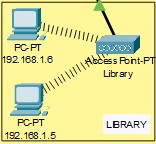 PC-PT
192.168.1.6
Access Point-PT
Library
PC-PT
192.168.1.5
LIBRARY